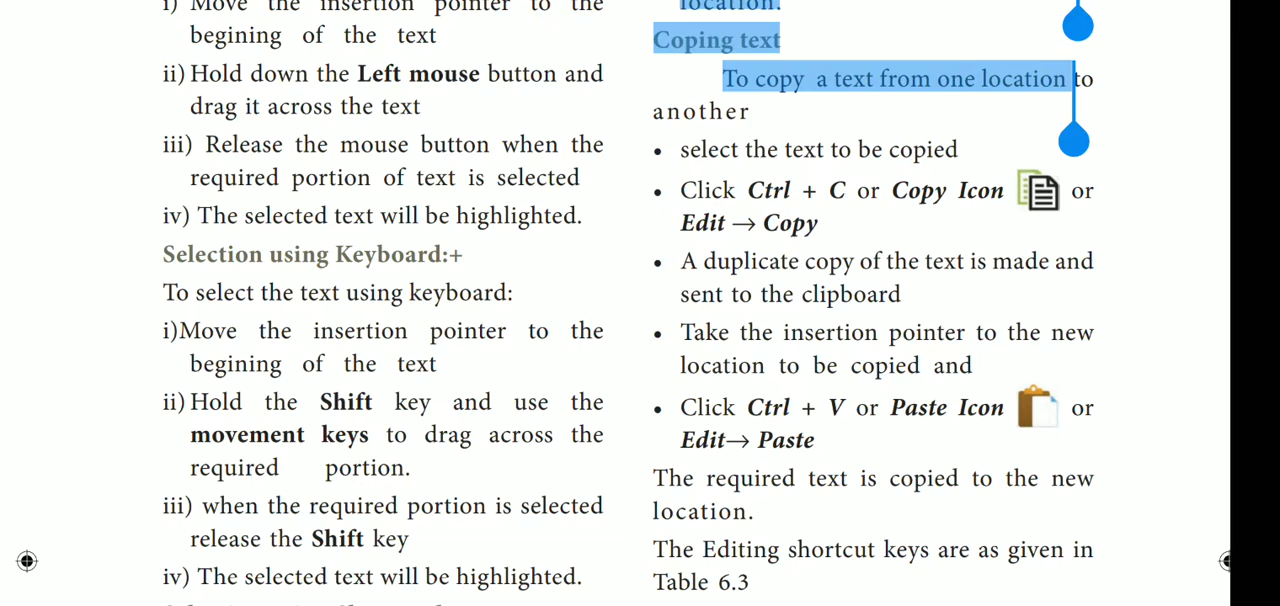 i) Move the insertion pointer to the
begining of the text
ii) Hold down the Left mouse button and
drag it across the text
iii) Release the mouse button when the
required portion of text is selected
iv) The selected text will be highlighted.
Selection using Keyboard:+
To select the text using keyboard:
i)Move the insertion pointer to the
begining of the text
ii) Hold the Shift key and use the
movement keys to drag across the
required portion.
iii) when the required portion is selected
release the Shift key
iv) The selected text will be highlighted.
location.
Coping text
To copy a text from one location to
another
• select the text to be copied
• Click Ctrl + C or Copy Icon or
Edit → Copy
• A duplicate copy of the text is made and
sent to the clipboard
• Take the insertion pointer to the new
location to be copied and
• Click Ctrl + V or Paste Icon or
Edit→ Paste
The required text is copied to the new
location.
The Editing shortcut keys are as given in
Table 6.3